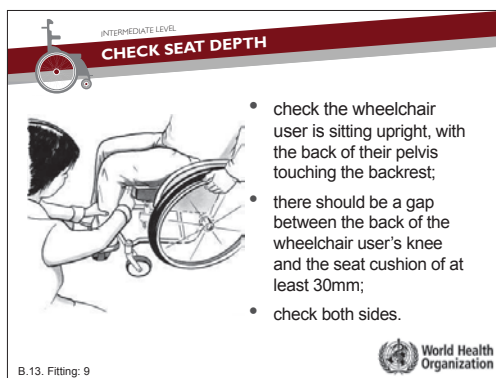 INTERMEDIATE LEVEL
CHECK SEAT DEPTH
• check the wheelchair
user is sitting upright, with
the back of their pelvis
touching the backrest;
• there should be a gap
between the back of the
wheelchair user's knee
and the seat cushion of at
least 30mm;
• check both sides.
World Health
Organization
B.13. Fitting: 9